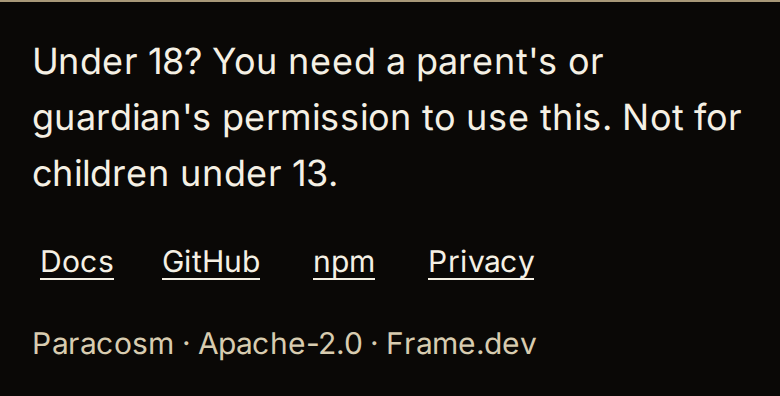 Under 18? You need a parent's or
guardian's permission to use this. Not for
children under 13.
Docs GitHub npm Privacy
Paracosm · Apache-2.0 · Frame.dev